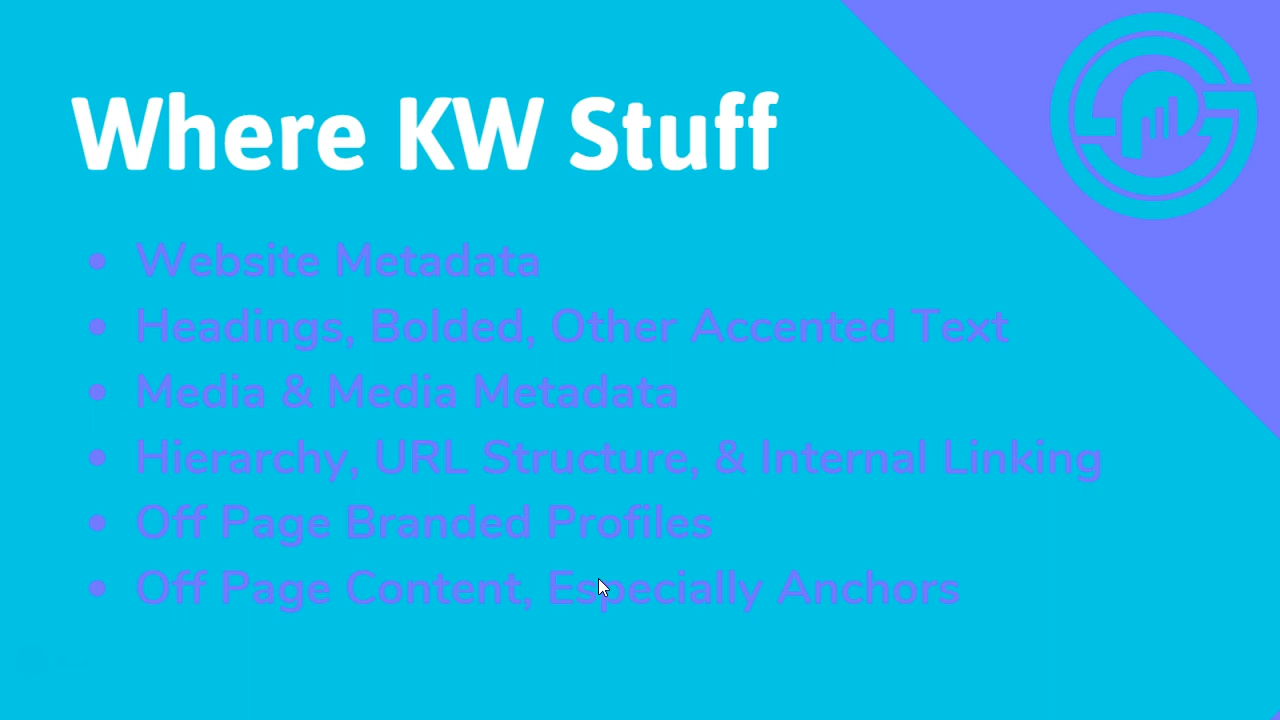 Where KW Stuff
• Website Metadata
• Headings, Bolded, Other Accented Text
• Media & Media Metadata
• Hierarchy, URL Structure, & Internal Linking
• Off Page Branded Profiles
• Off Page Content, Especially Anchors